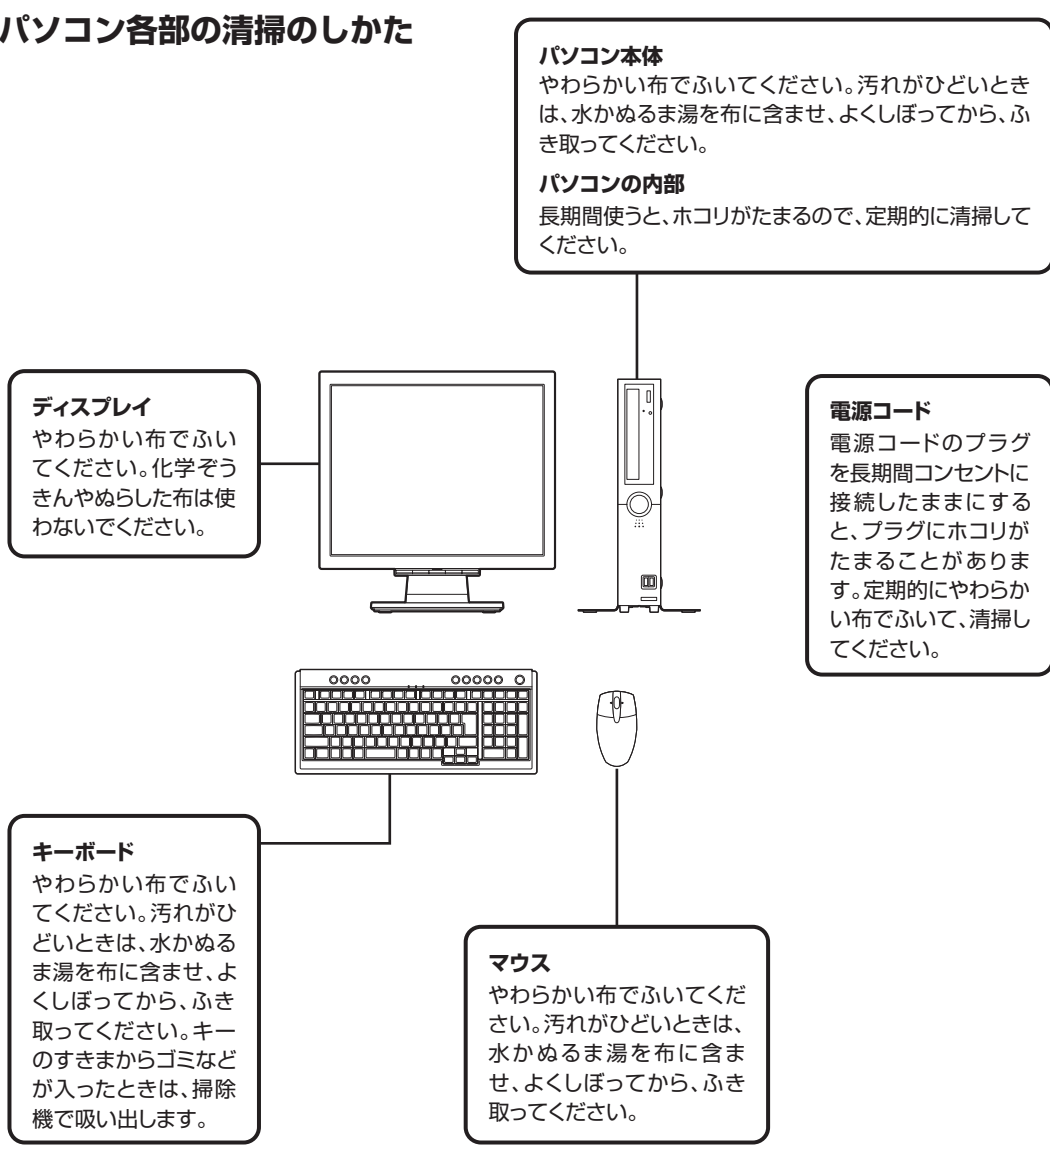 パソコン各部の清掃のしかた
パソコン本体
やわらかい布でふいてください。汚れがひどいとき
は、水かぬるま湯を布に含ませ、よくしぼってから、ふ
き取ってください。
パソコンの内部
長期間使うと、ホコリがたまるので、定期的に清掃して
ください。
ディスプレイ
やわらかい布でふい
てください。化学ぞう
きんやぬらした布は使
わないでください。
電源コード
電源コードのプラグ
を長期間コンセントに
接続したままにする
と、プラグにホコリが
たまることがありま
す。定期的にやわらか
い布でふいて、清掃し
てください。
キーボード
やわらかい布でふい
てください。汚れがひ
どいときは、水かぬる
ま湯を布に含ませ、よ
くしぼってから、ふき
取ってください。キー
のすきまからゴミなど
が入ったときは、掃除
機で吸い出します。
マウス
やわらかい布でふいてくだ
さい。汚れがひどいときは、
水かぬるま湯を布に含ま
せ、よくしぼってから、ふき
取ってください。